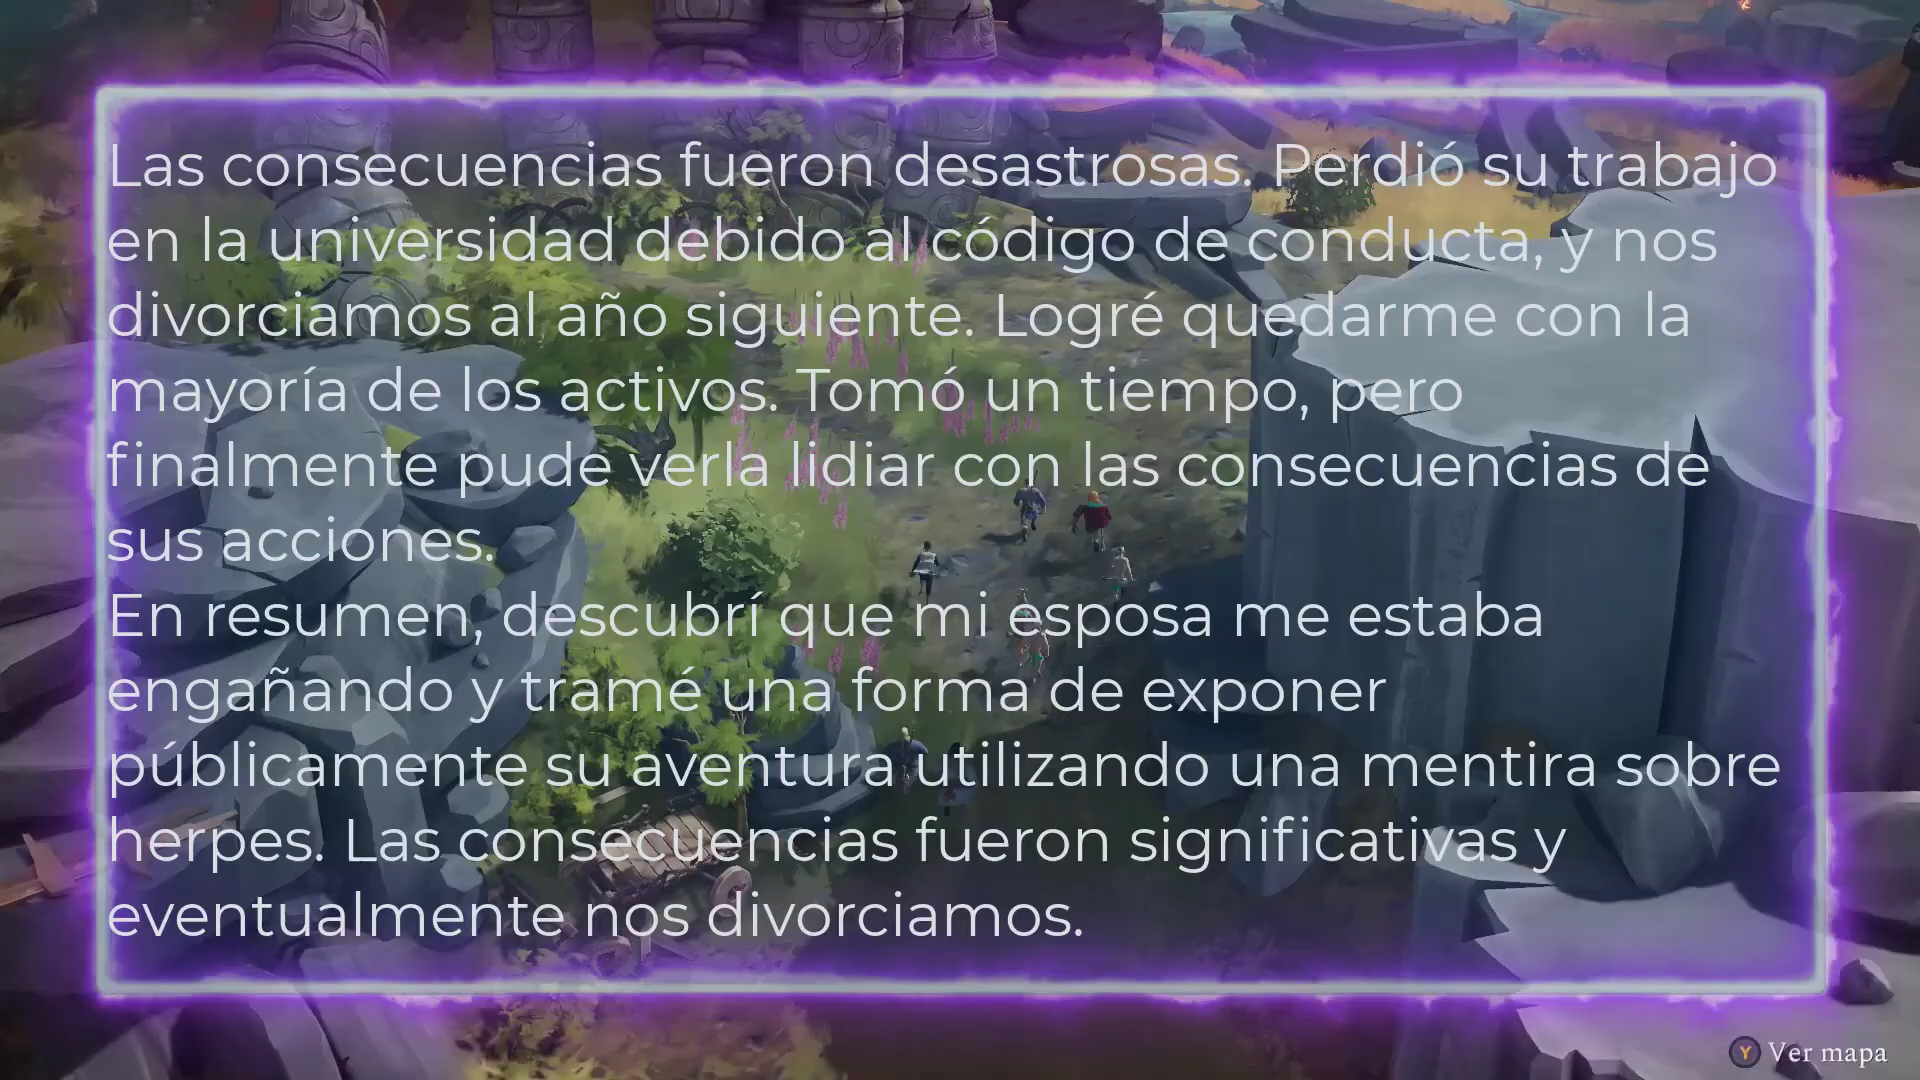 Las consecuencias fueron desastrosas. Perdió su trabajo
en la universidad debido al código de conducta, y nos
divorciamos al año siguiente. Logré quedarme con la
mayoría de los activos. Tomó un tiempo, pero
finalmente pude verla lidiar con las consecuencias de
sus acciones.
En resumen, descubrí que mi esposa me estaba
engañando y tramé una forma de exponer
públicamente su aventura utilizando una mentira sobre
herpes. Las consecuencias fueron significativas y
eventualmente nos divorciamos.
Y Ver mapa